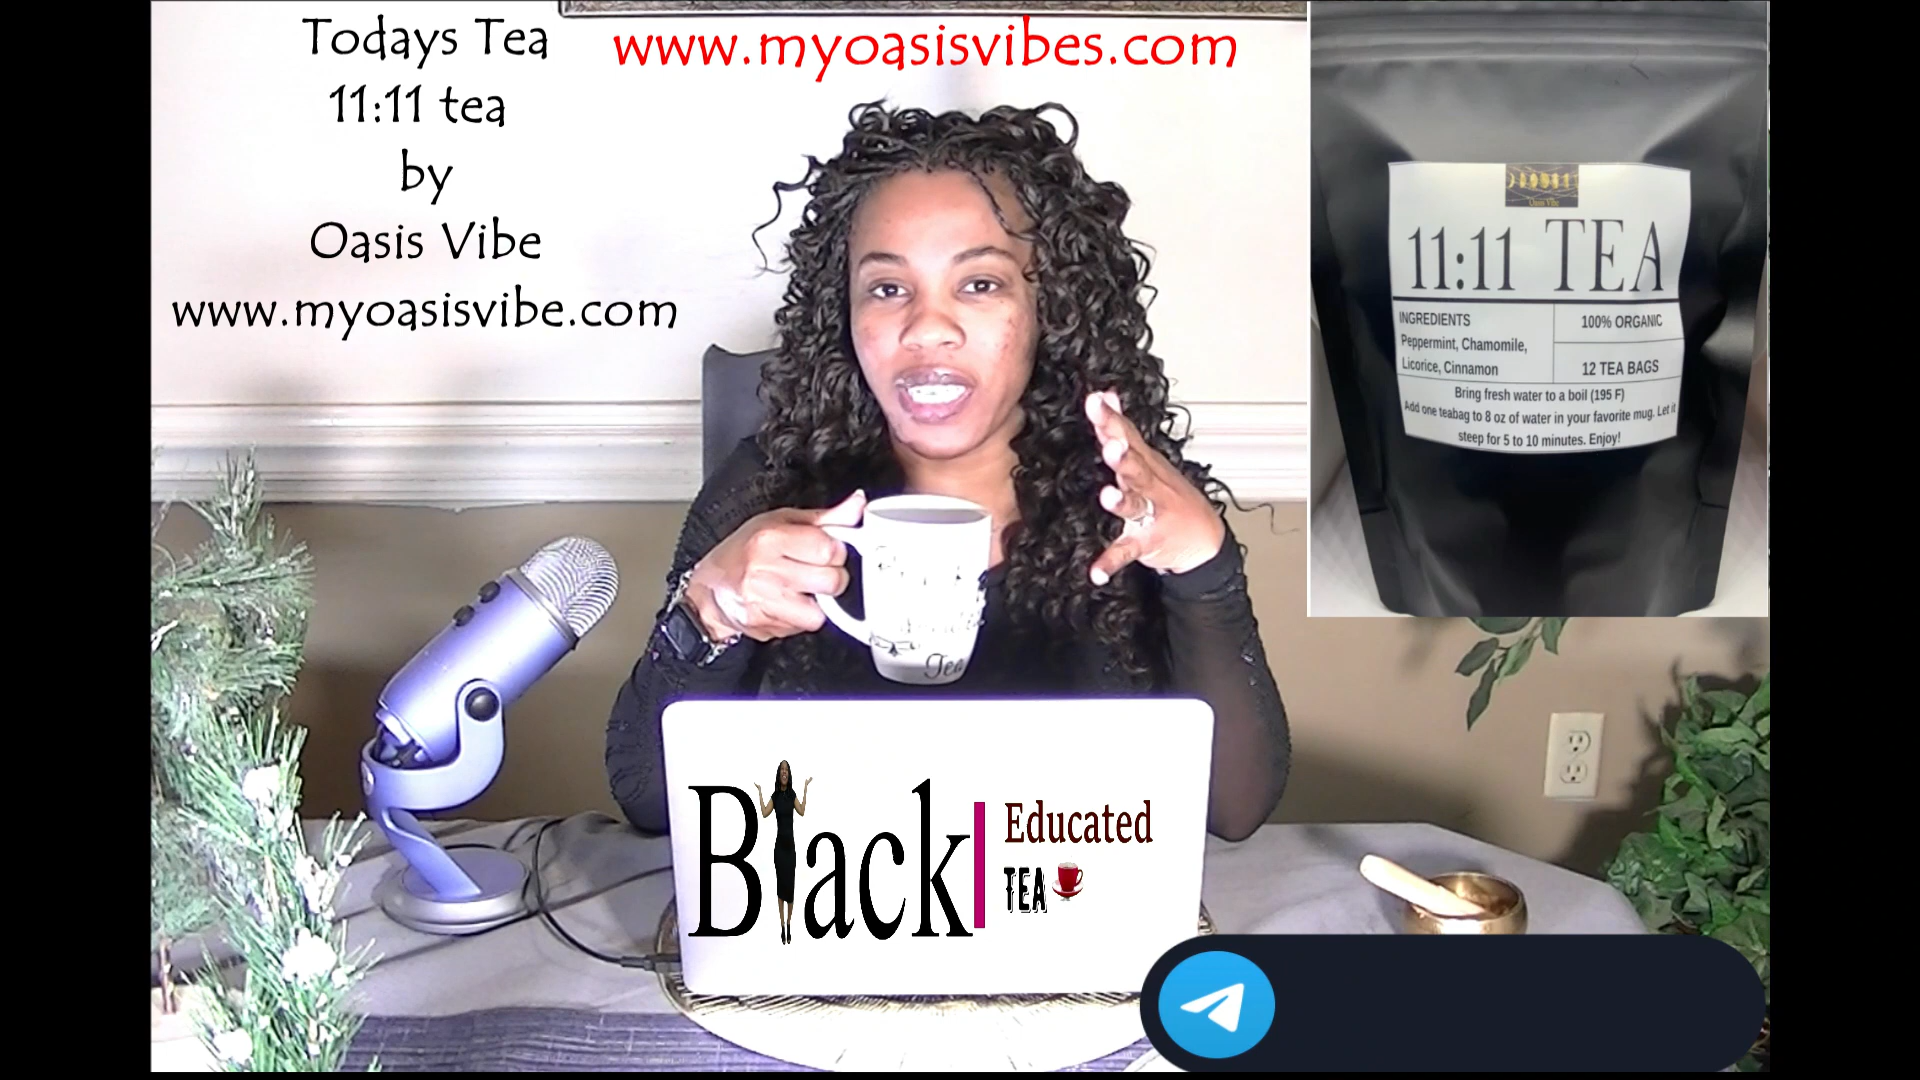 Todays Tea
11:11 tea
by
Oasis Vibe
www.myoasisvibe.com
www.myoasisvibes.com
Oasis Vibe
11:11 TEA
INGREDIENTS
Peppermint, Chamomile,
Licorice, Cinnamon
100% ORGANIC
12 TEA BAGS
Bring fresh water to a boil (195 F)
Add one teabag to 8 oz of water in your favorite mug. Let it
steep for 5 to 10 minutes. Enjoy!
Tea
Black
Educated
TEA